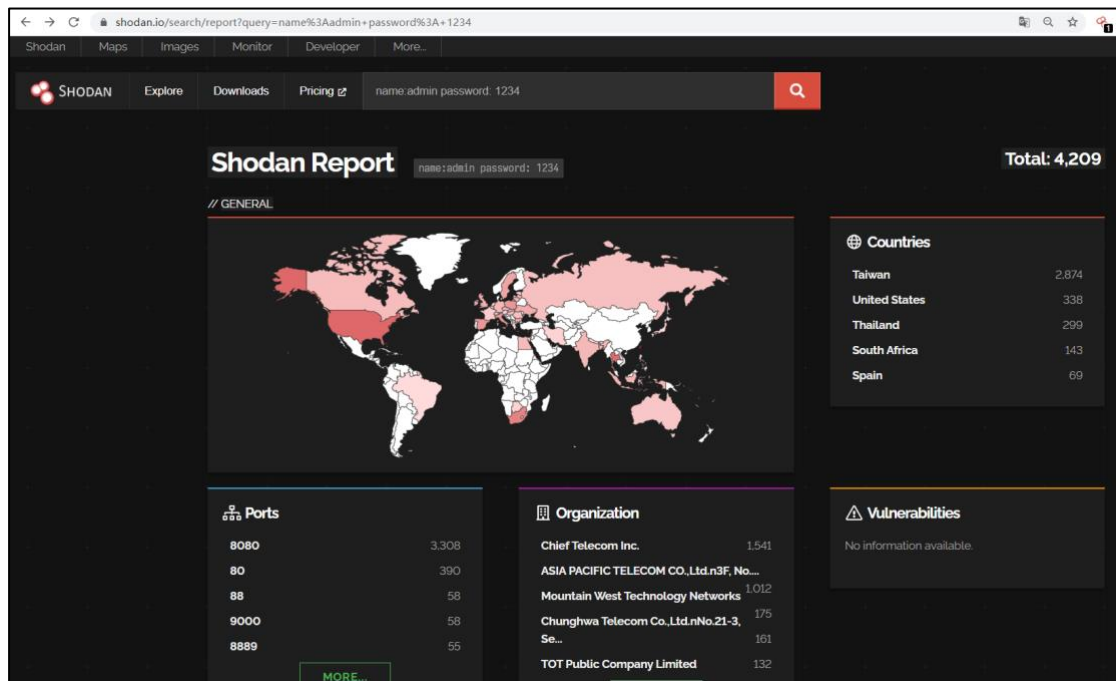 shodan.io/search/report?query=name%3Aadmin+password%3A+1234
1
Shodan Maps Images Monitor Developer More...
SHODAN Explore Downloads Pricing name:admin password: 1234
Shodan Report name:admin password: 1234 Total: 4,209
// GENERAL
Countries
Taiwan 2,874
United States 338
Thailand 299
South Africa 143
Spain 69
Ports
8080 3,308
80 390
88 58
9000 58
8889 55
MORE...
Organization
Chief Telecom Inc. 1,541
ASIA PACIFIC TELECOM CO.,Ltd.n3F, No....
1,012
Mountain West Technology Networks
175
Chunghwa Telecom Co.,Ltd.nNo.21-3,
Se... 161
TOT Public Company Limited 132
Vulnerabilities
No information available.